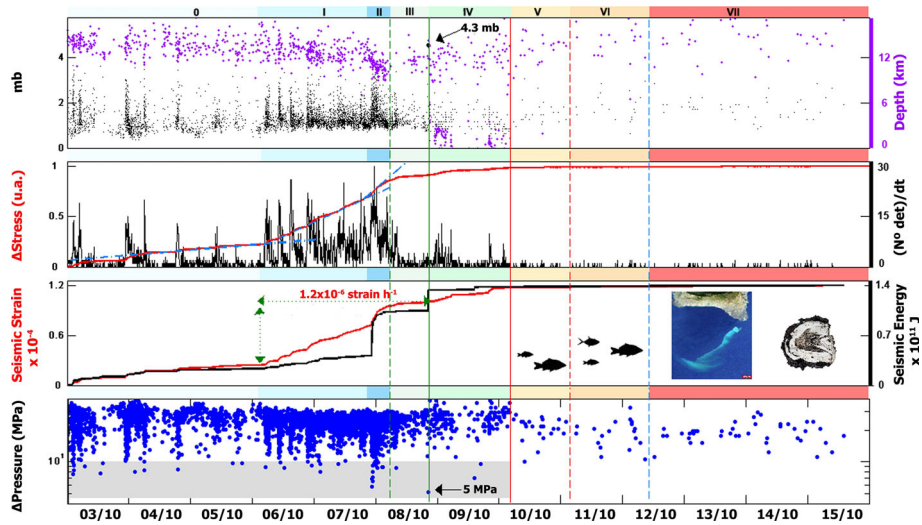 0 I II III IV V VI VII
4.3 mb
mb
4
2
1
0
Depth (km)
12
6
0
ΔStress (u.a.)
1
0.5
0
(Nº det)/dt
30
15
0
Seismic Strain
x 10⁻⁴
1.2
0.6
0
1.2x10⁻⁶ strain h⁻¹
Seismic Energy
x 10¹¹ J
1.4
0.7
0
ΔPressure (MPa)
10¹
5 MPa
03/10 04/10 05/10 06/10 07/10 08/10 09/10 10/10 11/10 12/10 13/10 14/10 15/10